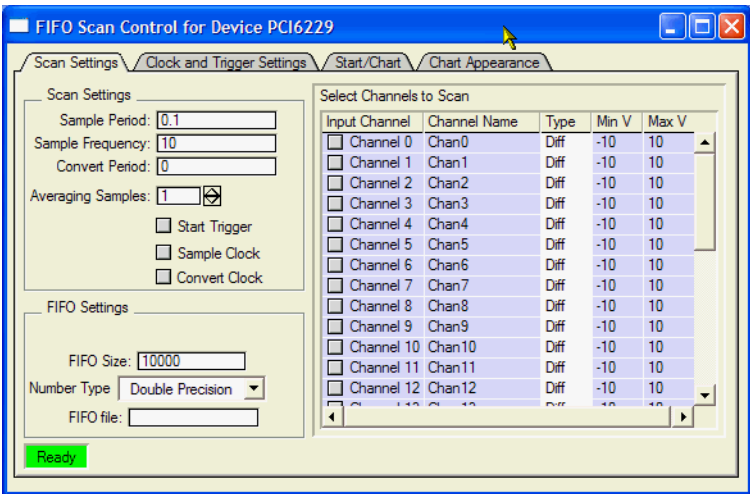 FIFO Scan Control for Device PCI6229
Scan Settings Clock and Trigger Settings Start/Chart Chart Appearance
Scan Settings
Sample Period: 0.1
Sample Frequency: 10
Convert Period: 0
Averaging Samples: 1
Start Trigger
Sample Clock
Convert Clock
FIFO Settings
FIFO Size: 10000
Number Type Double Precision
FIFO file:
Ready
Select Channels to Scan
Input Channel Channel Name Type Min V Max V
Channel 0 Chan0 Diff -10 10
Channel 1 Chan1 Diff -10 10
Channel 2 Chan2 Diff -10 10
Channel 3 Chan3 Diff -10 10
Channel 4 Chan4 Diff -10 10
Channel 5 Chan5 Diff -10 10
Channel 6 Chan6 Diff -10 10
Channel 7 Chan7 Diff -10 10
Channel 8 Chan8 Diff -10 10
Channel 9 Chan9 Diff -10 10
Channel 10 Chan10 Diff -10 10
Channel 11 Chan11 Diff -10 10
Channel 12 Chan12 Diff -10 10